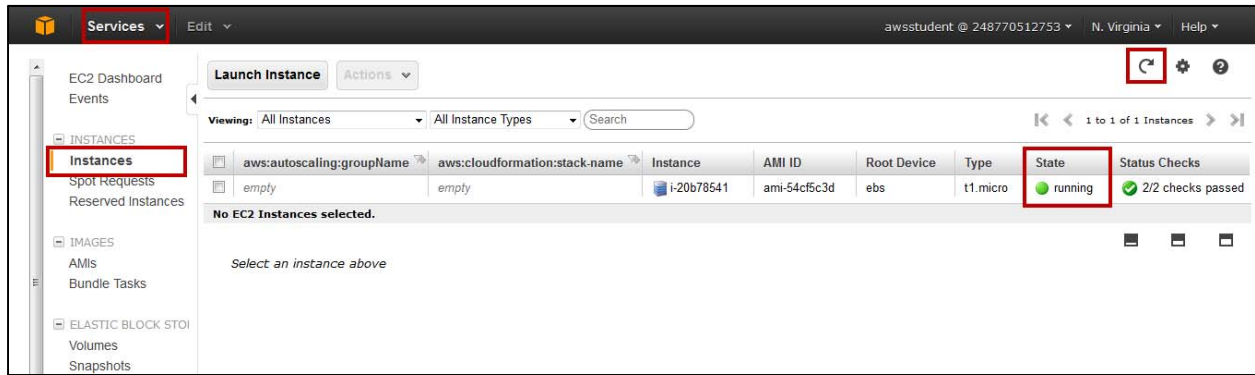 Services Edit awsstudent @ 248770512753 N. Virginia Help
EC2 Dashboard
Events
INSTANCES
Instances
Spot Requests
Reserved Instances
IMAGES
AMIs
Bundle Tasks
ELASTIC BLOCK STO
Volumes
Snapshots
Launch Instance Actions
Viewing: All Instances All Instance Types Search 1 to 1 of 1 Instances
aws:autoscaling:groupName aws:cloudformation:stack-name Instance AMI ID Root Device Type State Status Checks
empty empty i-20b78541 ami-54cf5c3d ebs t1.micro running 2/2 checks passed
No EC2 Instances selected.
Select an instance above